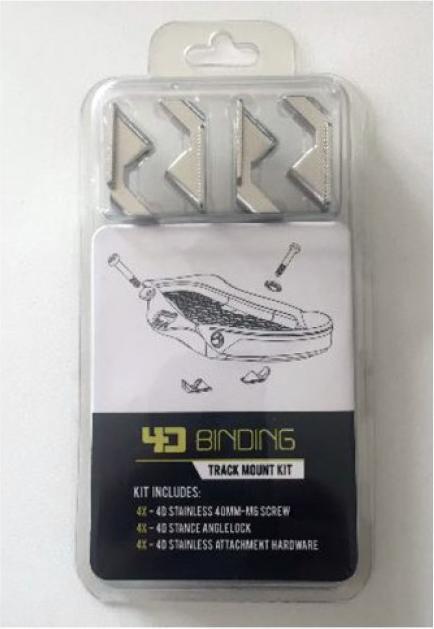 4D BINDING
TRACK MOUNT KIT
KIT INCLUDES:
4X - 4D STAINLESS 40MM-M6 SCREW
4X - 4D STANCE ANGLELOCK
4X - 4D STAINLESS ATTACHMENT HARDWARE